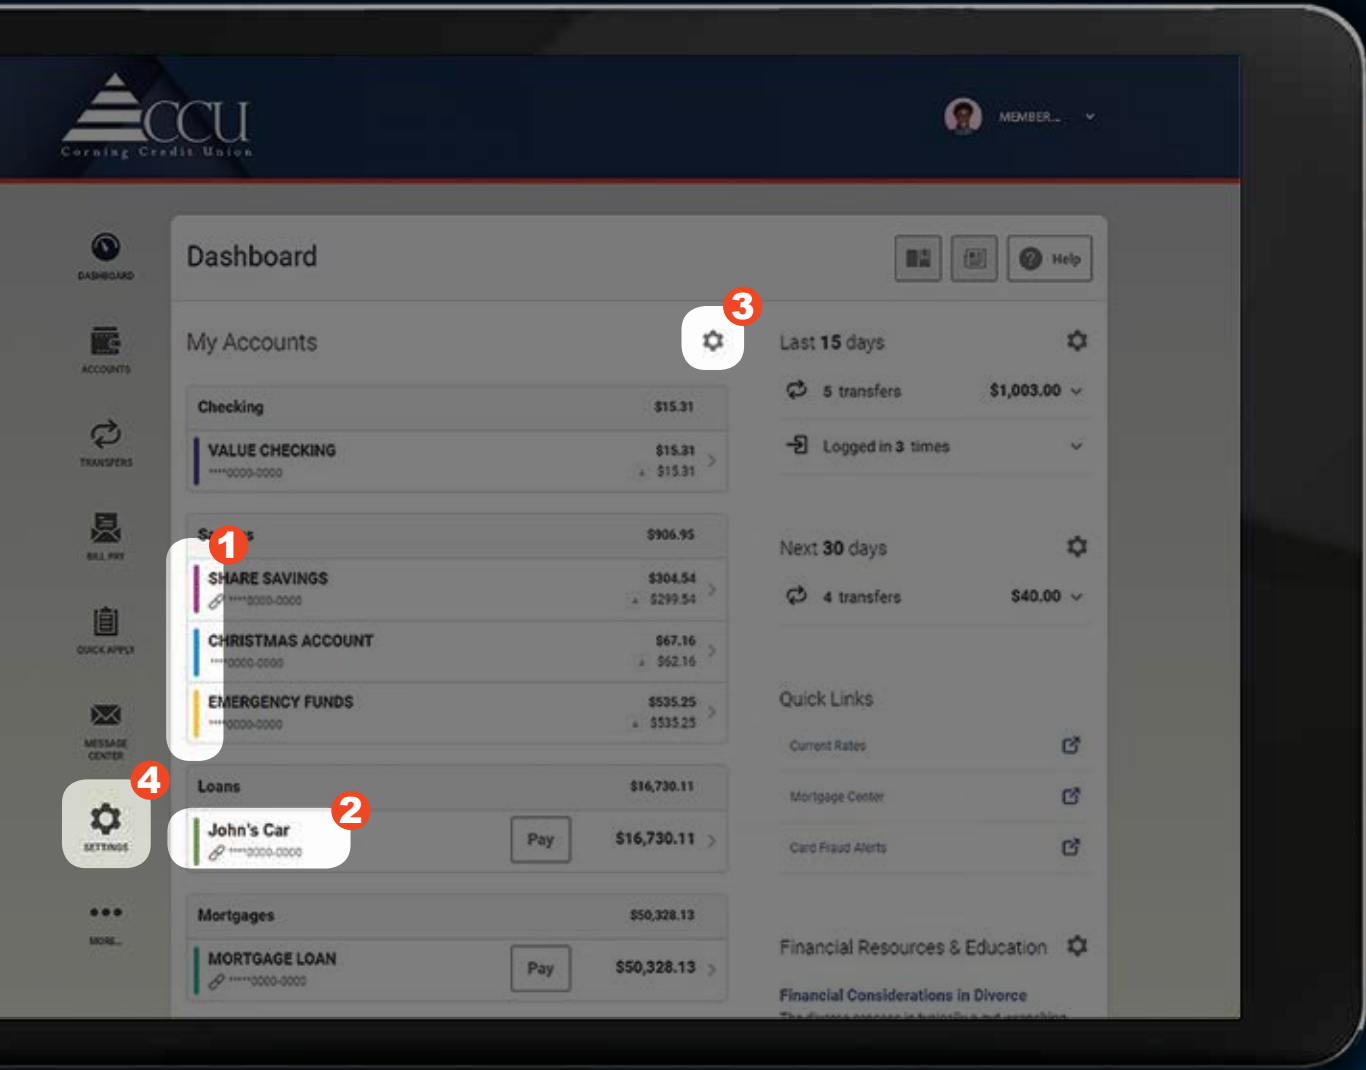 CCU
Corning Credit Union
MEMBER...
DASHBOARD
ACCOUNTS
TRANSFERS
BILL PAY
QUICK APPLY
MESSAGE
CENTER
4
SETTINGS
MORE...
Dashboard
Help
My Accounts
3
Checking $15.31
VALUE CHECKING $15.31
****0000-0000 $15.31
1
$906.95
SHARE SAVINGS $304.54
****0000-0000 $299.54
CHRISTMAS ACCOUNT $67.16
****0000-0000 $62.16
EMERGENCY FUNDS $535.25
****0000-0000 $535.25
Loans $16,730.11
2
John's Car Pay $16,730.11
****0000-0000
Mortgages $50,328.13
MORTGAGE LOAN Pay $50,328.13
*****0000-0000
Last 15 days
5 transfers $1,003.00
Logged in 3 times
Next 30 days
4 transfers $40.00
Quick Links
Current Rates
Mortgage Center
Card Fraud Alerts
Financial Resources & Education
Financial Considerations in Divorce